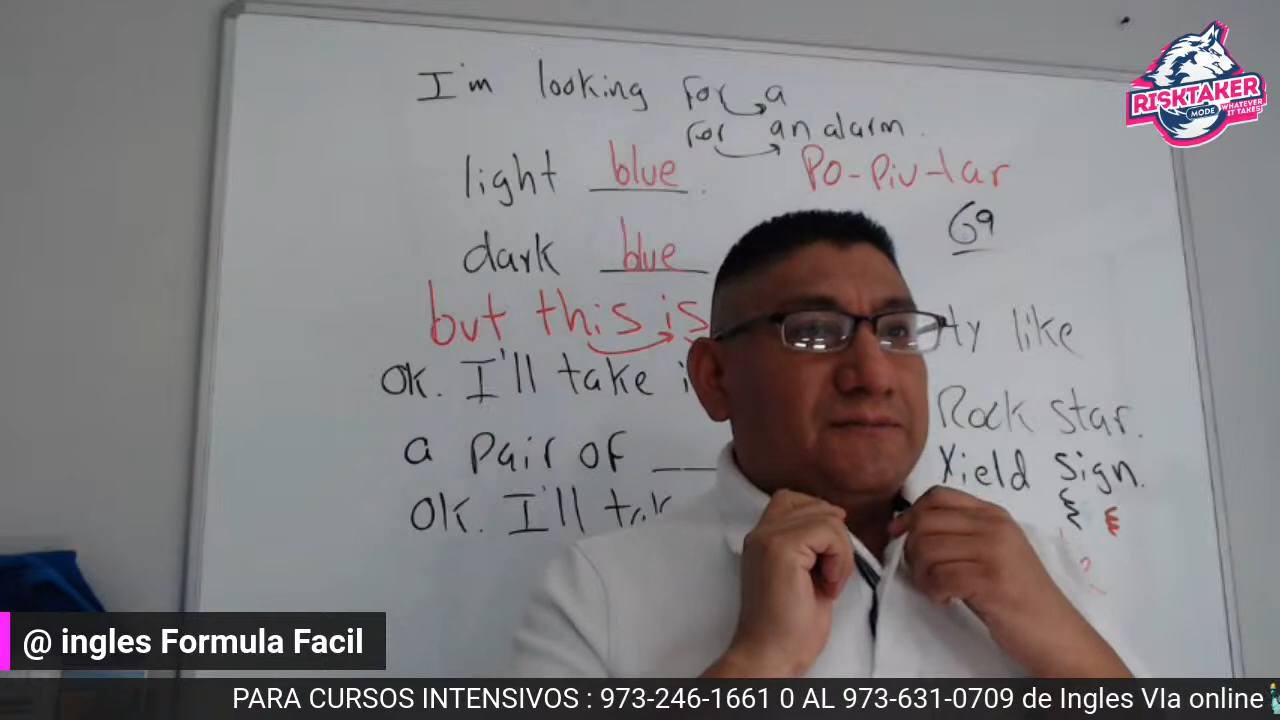 I'm looking for a
for an alarm.
light blue.
Po-Piu-tar
69
dark blue
but this is
ty like
OK. I'll take
Rock star.
a pair of ___
Yield Sign.
OK. I'll
RISKTAKER
MODE WHATEVER IT TAKES
@ ingles Formula Facil
PARA CURSOS INTENSIVOS : 973-246-1661 0 AL 973-631-0709 de Ingles VIa online